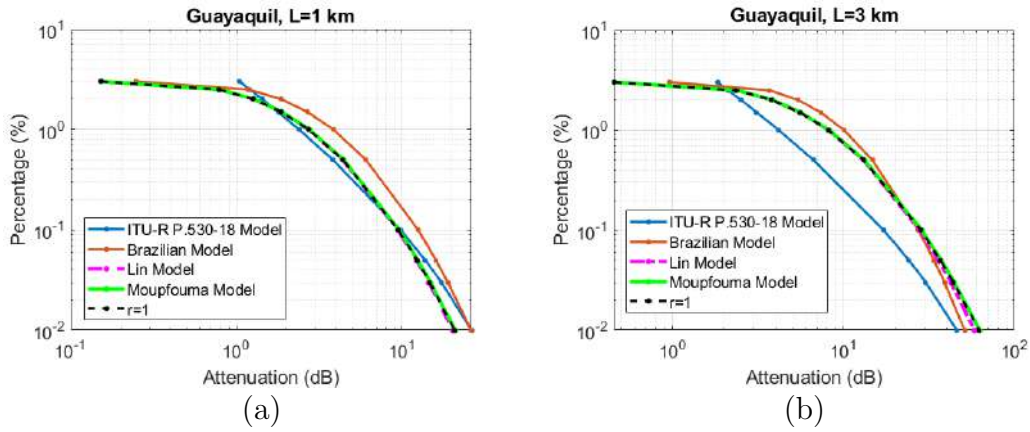 Guayaquil, L=1 km
10^1
10^0
10^-1
10^-2
Percentage (%)
ITU-R P.530-18 Model
Brazilian Model
Lin Model
Moupfouma Model
r=1
10^-1
10^0
10^1
Attenuation (dB)
(a)
Guayaquil, L=3 km
10^1
10^0
10^-1
10^-2
Percentage (%)
ITU-R P.530-18 Model
Brazilian Model
Lin Model
Moupfouma Model
r=1
10^0
10^1
10^2
Attenuation (dB)
(b)